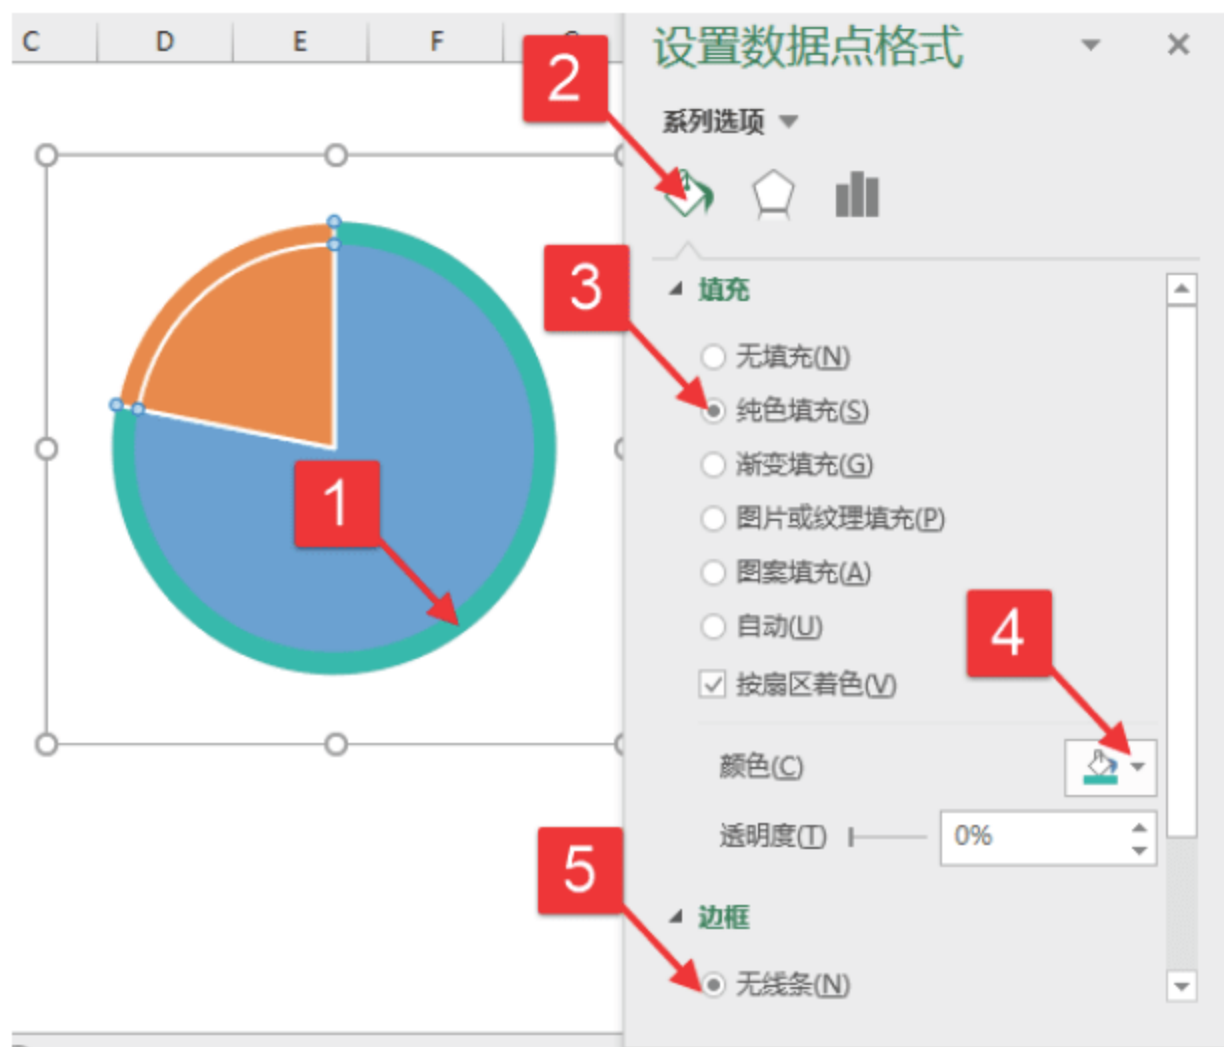 C D E F
设置数据点格式
2
系列选项
3
填充
无填充(N)
纯色填充(S)
渐变填充(G)
1
图片或纹理填充(P)
图案填充(A)
自动(U)
4
按扇区着色(V)
颜色(C)
透明度(T) 0%
5
边框
无线条(N)